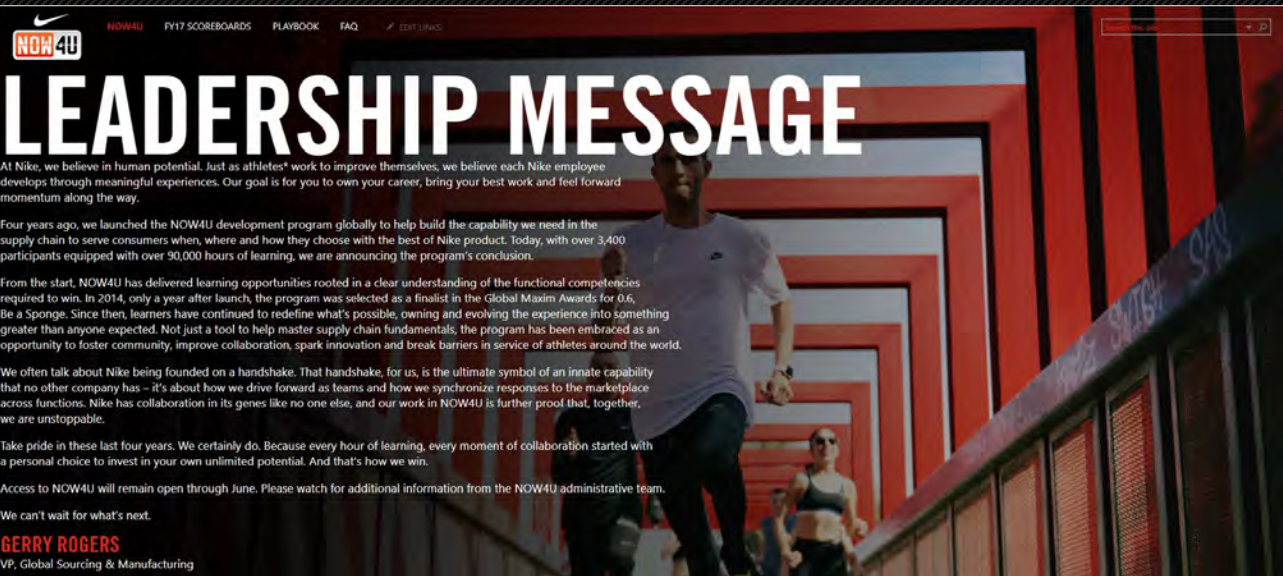 NOW4U
NOW4U FY17 SCOREBOARDS PLAYBOOK FAQ EDIT LINKS
Search this site
LEADERSHIP MESSAGE
At Nike, we believe in human potential. Just as athletes* work to improve themselves, we believe each Nike employee
develops through meaningful experiences. Our goal is for you to own your career, bring your best work and feel forward
momentum along the way.
Four years ago, we launched the NOW4U development program globally to help build the capability we need in the
supply chain to serve consumers when, where and how they choose with the best of Nike product. Today, with over 3,400
participants equipped with over 90,000 hours of learning, we are announcing the program's conclusion.
From the start, NOW4U has delivered learning opportunities rooted in a clear understanding of the functional competencies
required to win. In 2014, only a year after launch, the program was selected as a finalist in the Global Maxim Awards for 0.6,
Be a Sponge. Since then, learners have continued to redefine what's possible, owning and evolving the experience into something
greater than anyone expected. Not just a tool to help master supply chain fundamentals, the program has been embraced as an
opportunity to foster community, improve collaboration, spark innovation and break barriers in service of athletes around the world.
We often talk about Nike being founded on a handshake. That handshake, for us, is the ultimate symbol of an innate capability
that no other company has – it's about how we drive forward as teams and how we synchronize responses to the marketplace
across functions. Nike has collaboration in its genes like no one else, and our work in NOW4U is further proof that, together,
we are unstoppable.
Take pride in these last four years. We certainly do. Because every hour of learning, every moment of collaboration started with
a personal choice to invest in your own unlimited potential. And that's how we win.
Access to NOW4U will remain open through June. Please watch for additional information from the NOW4U administrative team.
We can't wait for what's next.
GERRY ROGERS
VP, Global Sourcing & Manufacturing